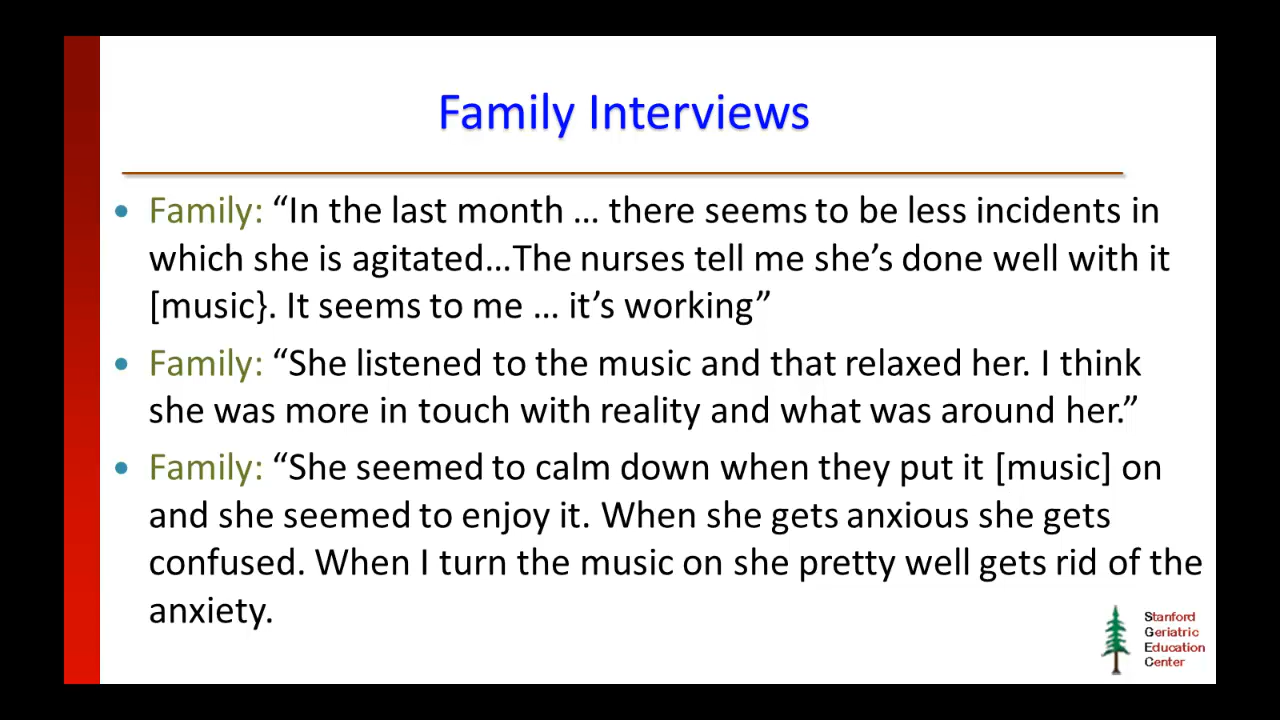 Family Interviews
• Family: “In the last month … there seems to be less incidents in
which she is agitated…The nurses tell me she’s done well with it
[music}. It seems to me … it’s working”
• Family: “She listened to the music and that relaxed her. I think
she was more in touch with reality and what was around her.”
• Family: “She seemed to calm down when they put it [music] on
and she seemed to enjoy it. When she gets anxious she gets
confused. When I turn the music on she pretty well gets rid of the
anxiety.
Stanford
Geriatric
Education
Center